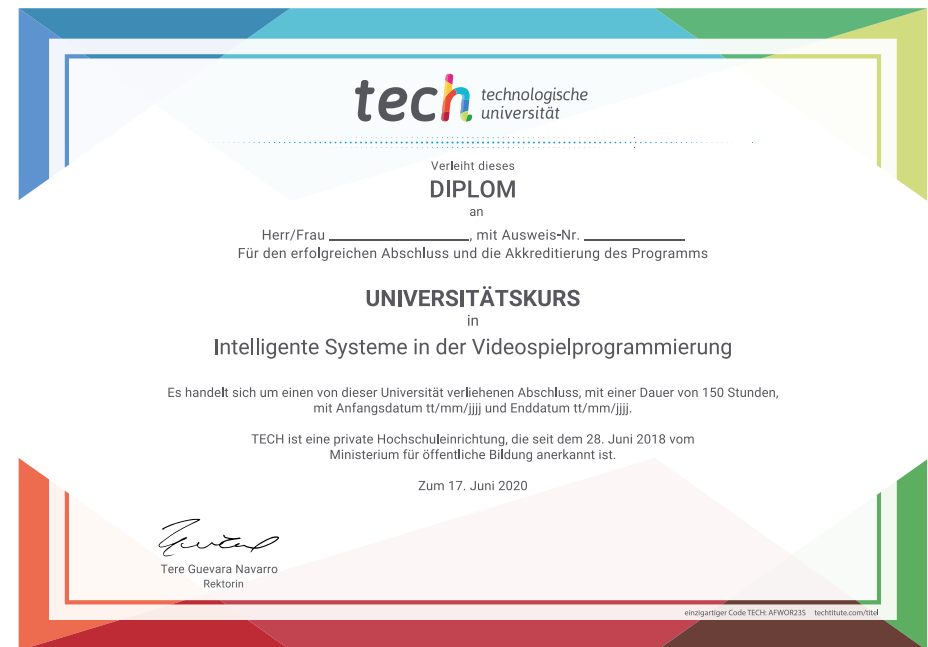 tech technologische
universität
Verleiht dieses
DIPLOM
an
Herr/Frau ____________________, mit Ausweis-Nr. ______________
Für den erfolgreichen Abschluss und die Akkreditierung des Programms
UNIVERSITÄTSKURS
in
Intelligente Systeme in der Videospielprogrammierung
Es handelt sich um einen von dieser Universität verliehenen Abschluss, mit einer Dauer von 150 Stunden,
mit Anfangsdatum tt/mm/jjjj und Enddatum tt/mm/jjjj.
TECH ist eine private Hochschuleinrichtung, die seit dem 28. Juni 2018 vom
Ministerium für öffentliche Bildung anerkannt ist.
Zum 17. Juni 2020
Tere Guevara Navarro
Rektorin
einzigartiger Code TECH: AFWOR23S techtitute.com/titel